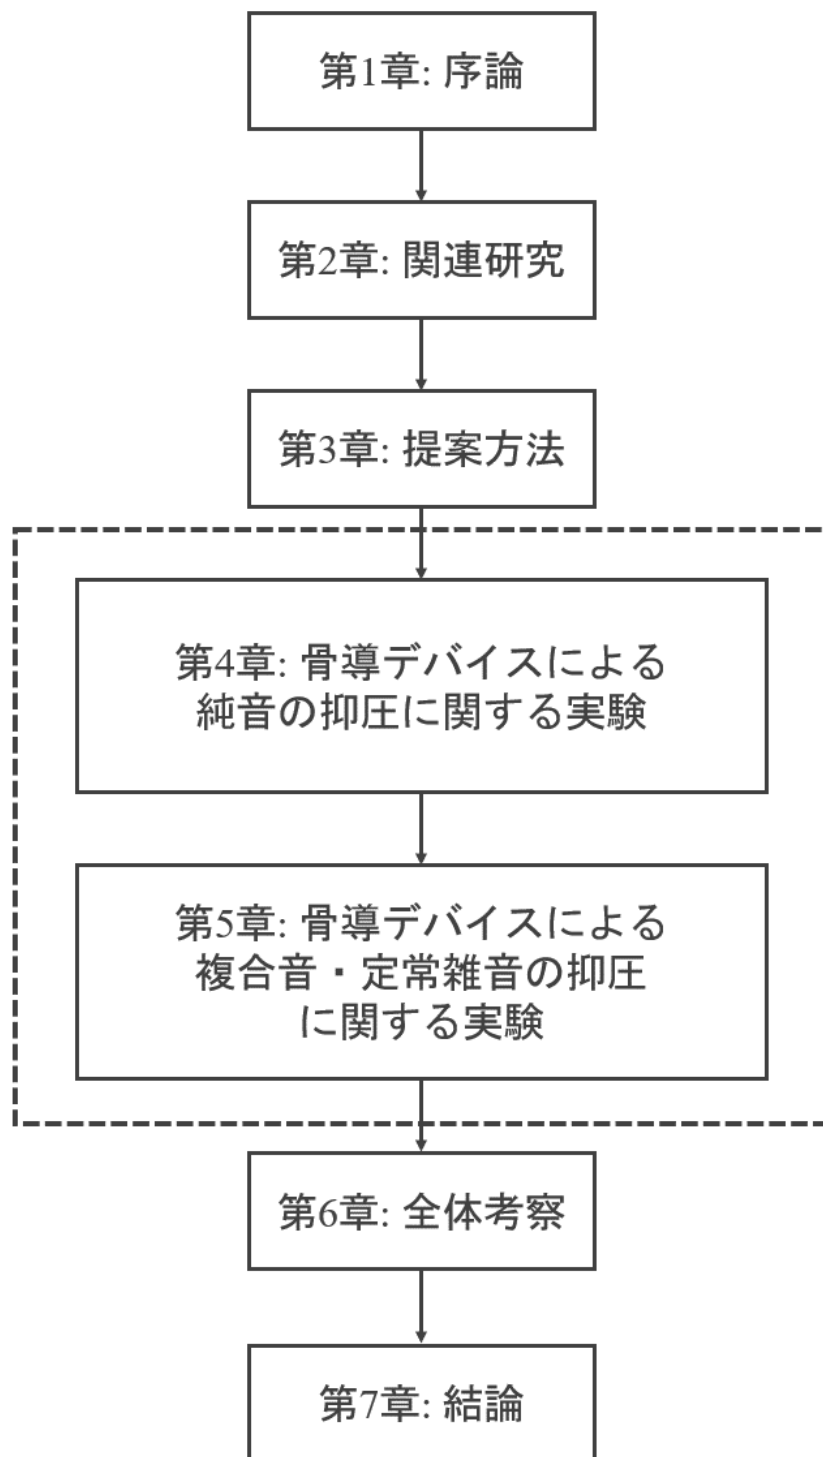 第1章: 序論
第2章: 関連研究
第3章: 提案方法
第4章: 骨導デバイスによる
純音の抑圧に関する実験
第5章: 骨導デバイスによる
複合音・定常雑音の抑圧
に関する実験
第6章: 全体考察
第7章: 結論